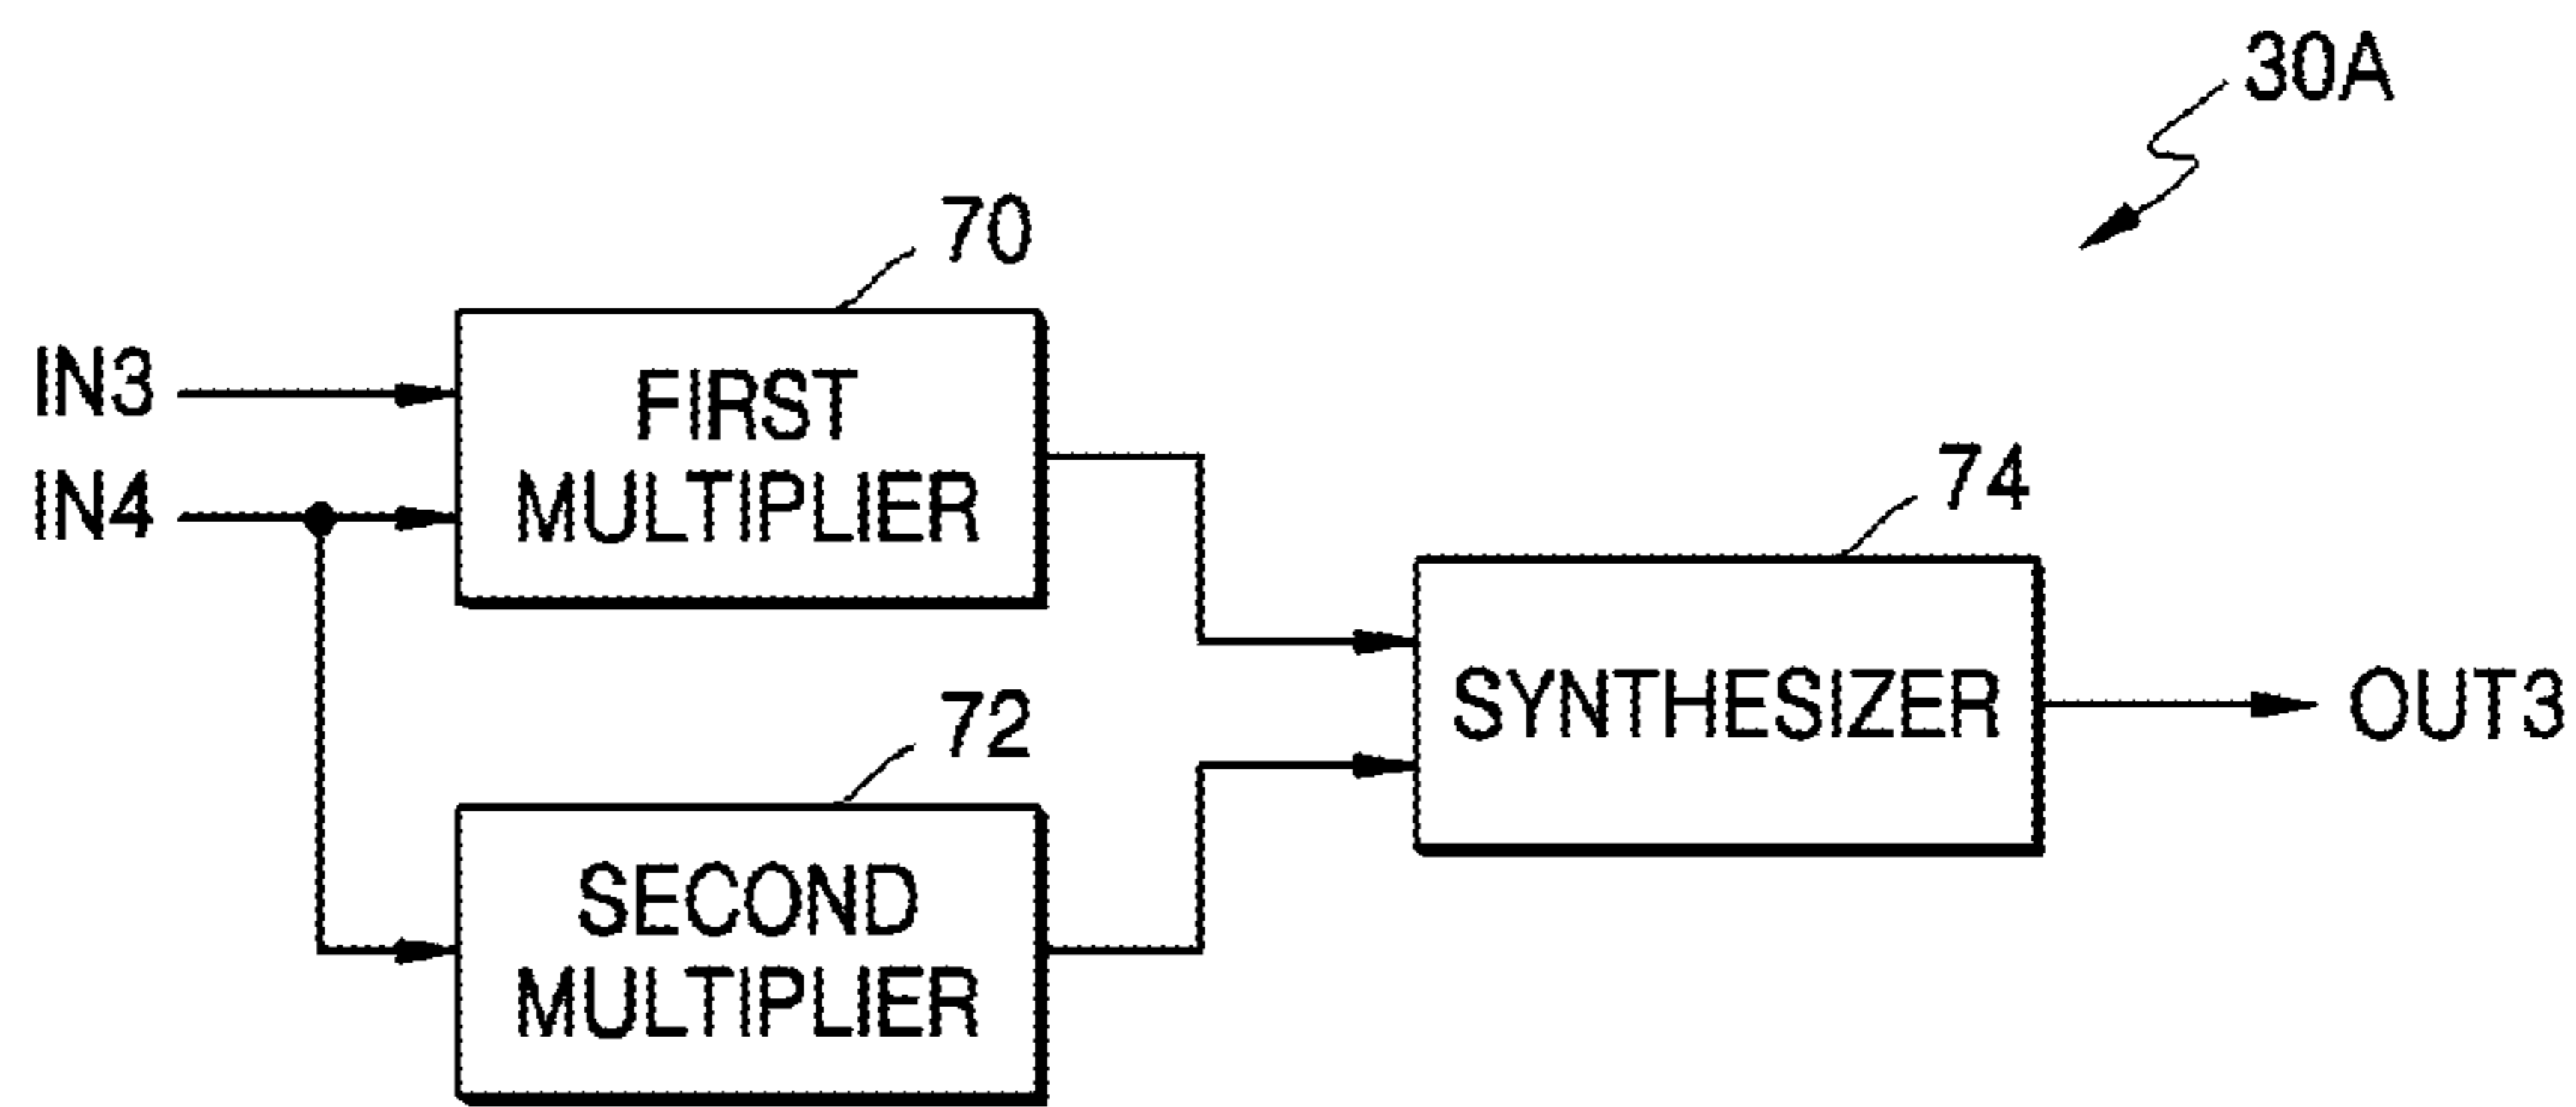 30A
70
IN3
FIRST
MULTIPLIER
IN4
74
SYNTHESIZER
OUT3
72
SECOND
MULTIPLIER